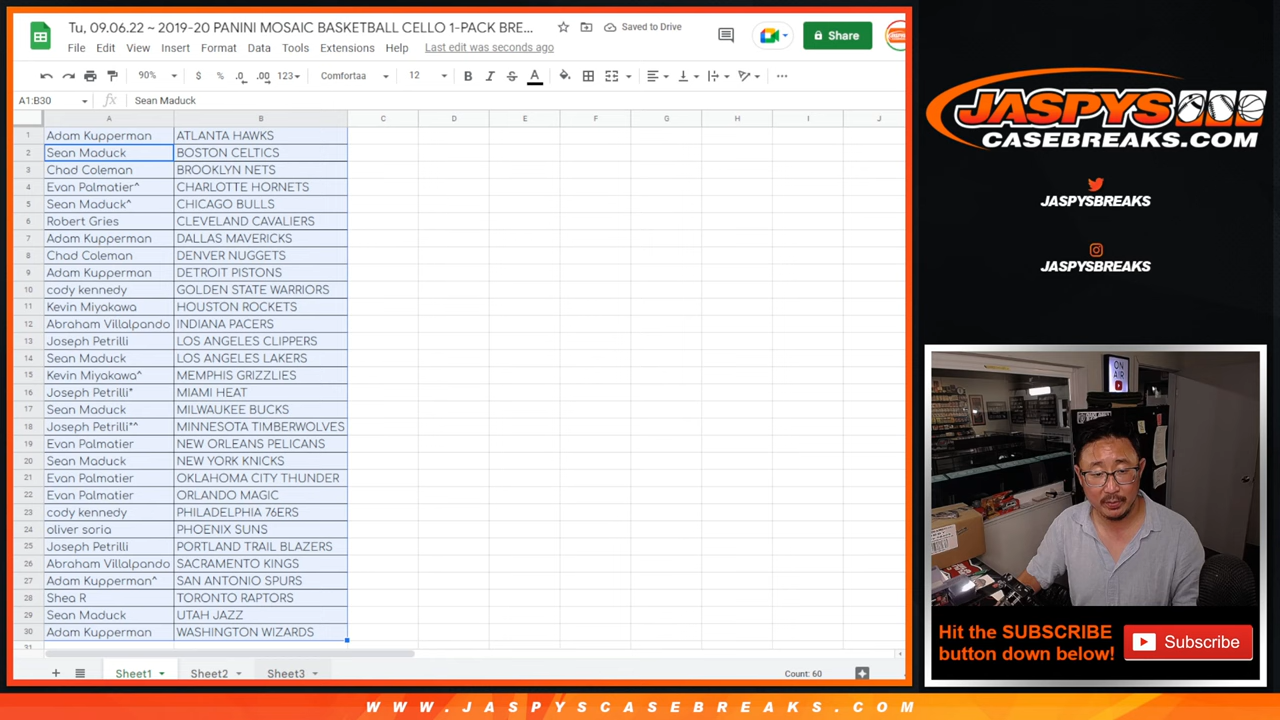 Tu, 09.06.22 ~ 2019-20 PANINI MOSAIC BASKETBALL CELLO 1-PACK BRE...
Saved to Drive
File Edit View Insert Format Data Tools Extensions Help Last edit was seconds ago
Share
90% $ % .0 .00 123 Comfortaa 12 B I S A
A1:B30 fx Sean Maduck
A B C D E F G H I J
1 Adam Kupperman ATLANTA HAWKS
2 Sean Maduck BOSTON CELTICS
3 Chad Coleman BROOKLYN NETS
4 Evan Palmatier^ CHARLOTTE HORNETS
5 Sean Maduck^ CHICAGO BULLS
6 Robert Gries CLEVELAND CAVALIERS
7 Adam Kupperman DALLAS MAVERICKS
8 Chad Coleman DENVER NUGGETS
9 Adam Kupperman DETROIT PISTONS
10 cody kennedy GOLDEN STATE WARRIORS
11 Kevin Miyakawa HOUSTON ROCKETS
12 Abraham Villalpando INDIANA PACERS
13 Joseph Petrilli LOS ANGELES CLIPPERS
14 Sean Maduck LOS ANGELES LAKERS
15 Kevin Miyakawa^ MEMPHIS GRIZZLIES
16 Joseph Petrilli* MIAMI HEAT
17 Sean Maduck MILWAUKEE BUCKS
18 Joseph Petrilli*^ MINNESOTA TIMBERWOLVES
19 Evan Palmatier NEW ORLEANS PELICANS
20 Sean Maduck NEW YORK KNICKS
21 Evan Palmatier OKLAHOMA CITY THUNDER
22 Evan Palmatier ORLANDO MAGIC
23 cody kennedy PHILADELPHIA 76ERS
24 oliver soria PHOENIX SUNS
25 Joseph Petrilli PORTLAND TRAIL BLAZERS
26 Abraham Villalpando SACRAMENTO KINGS
27 Adam Kupperman^ SAN ANTONIO SPURS
28 Shea R TORONTO RAPTORS
29 Sean Maduck UTAH JAZZ
30 Adam Kupperman WASHINGTON WIZARDS
31
Sheet1 Sheet2 Sheet3 Count: 60
JASPYS
CASEBREAKS.COM
JASPYSBREAKS
JASPYSBREAKS
ON
AIR
Hit the SUBSCRIBE
button down below!
Subscribe
WWW.JASPYSCASEBREAKS.COM